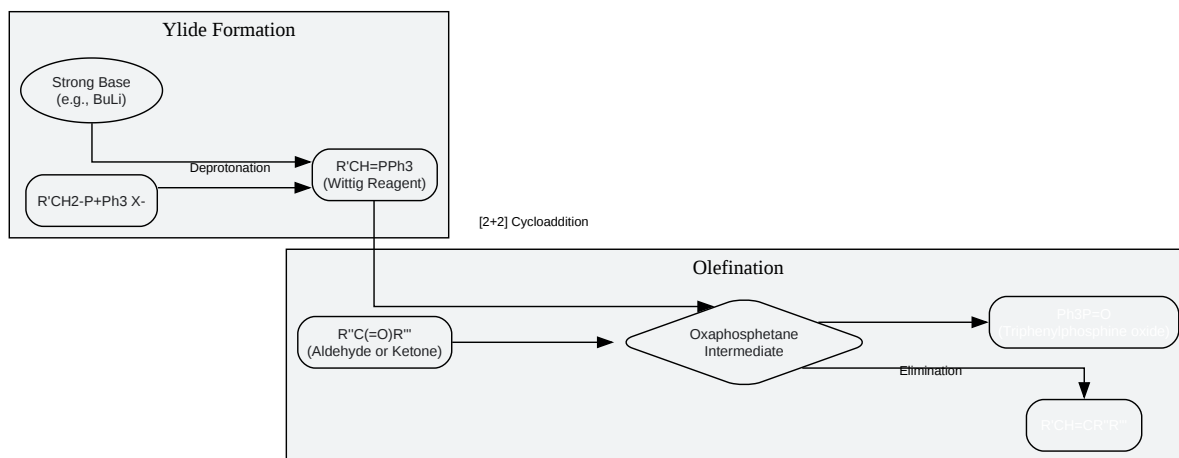 Ylide Formation
Strong Base
(e.g., BuLi)
Deprotonation
R'CH=PPh3
(Wittig Reagent)
R'CH2-P+Ph3 X-
[2+2] Cycloaddition
Olefination
R''C(=O)R'''
(Aldehyde or Ketone)
Oxaphosphetane
Intermediate
Ph3P=O
(Triphenylphosphine oxide)
Elimination
R'CH=CR''R'''